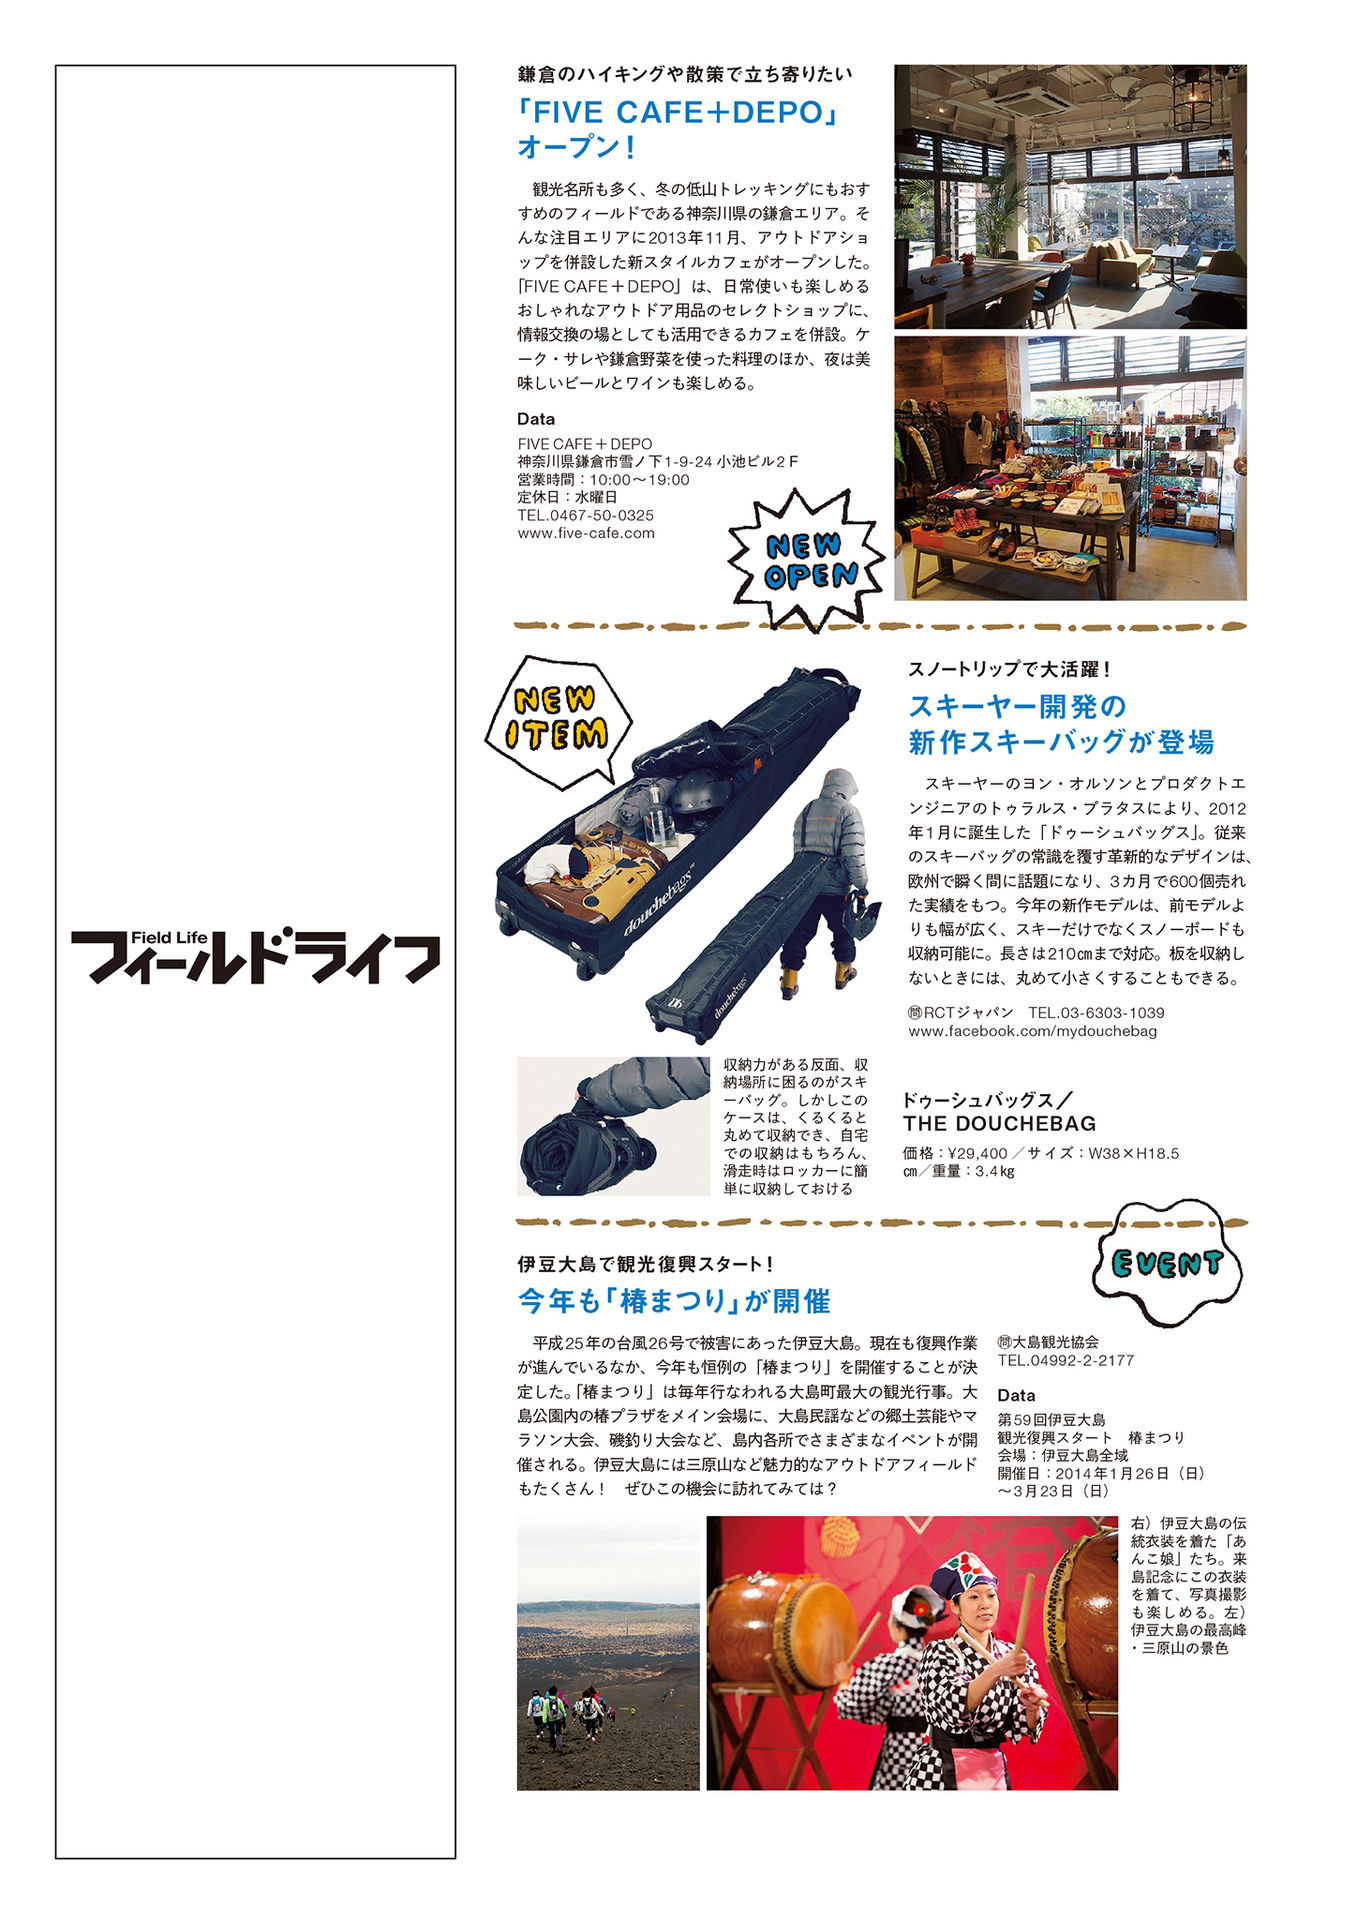 Field Life
フィールドライフ
鎌倉のハイキングや散策で立ち寄りたい
「FIVE CAFE＋DEPO」
オープン！
観光名所も多く、冬の低山トレッキングにもおす
すめのフィールドである神奈川県の鎌倉エリア。そ
んな注目エリアに2013年11月、アウトドアショ
ップを併設した新スタイルカフェがオープンした。
「FIVE CAFE＋DEPO」は、日常使いも楽しめる
おしゃれなアウトドア用品のセレクトショップに、
情報交換の場としても活用できるカフェを併設。ケ
ーク・サレや鎌倉野菜を使った料理のほか、夜は美
味しいビールとワインも楽しめる。
Data
FIVE CAFE＋DEPO
神奈川県鎌倉市雪ノ下1-9-24 小池ビル2F
営業時間：10:00～19:00
定休日：水曜日
TEL.0467-50-0325
www.five-cafe.com
NEW
OPEN
NEW
ITEM
douchebags™
douchebags
Db
スノートリップで大活躍！
スキーヤー開発の
新作スキーバッグが登場
スキーヤーのヨン・オルソンとプロダクトエ
ンジニアのトゥラルス・ブラタスにより、2012
年1月に誕生した「ドゥーシュバッグス」。従来
のスキーバッグの常識を覆す革新的なデザインは、
欧州で瞬く間に話題になり、3カ月で600個売れ
た実績をもつ。今年の新作モデルは、前モデルよ
りも幅が広く、スキーだけでなくスノーボードも
収納可能に。長さは210㎝まで対応。板を収納し
ないときには、丸めて小さくすることもできる。
㉄RCTジャパン　TEL.03-6303-1039
www.facebook.com/mydouchebag
収納力がある反面、収
納場所に困るのがスキ
ーバッグ。しかしこの
ケースは、くるくると
丸めて収納でき、自宅
での収納はもちろん、
滑走時はロッカーに簡
単に収納しておける
ドゥーシュバッグス／
THE DOUCHEBAG
価格：¥29,400／サイズ：W38×H18.5
㎝／重量：3.4㎏
伊豆大島で観光復興スタート！
今年も「椿まつり」が開催
EVENT
平成25年の台風26号で被害にあった伊豆大島。現在も復興作業
が進んでいるなか、今年も恒例の「椿まつり」を開催することが決
定した。「椿まつり」は毎年行なわれる大島町最大の観光行事。大
島公園内の椿プラザをメイン会場に、大島民謡などの郷土芸能やマ
ラソン大会、磯釣り大会など、島内各所でさまざまなイベントが開
催される。伊豆大島には三原山など魅力的なアウトドアフィールド
もたくさん！　ぜひこの機会に訪れてみては？
㉄大島観光協会
TEL.04992-2-2177
Data
第59回伊豆大島
観光復興スタート　椿まつり
会場：伊豆大島全域
開催日：2014年1月26日（日）
～3月23日（日）
右）伊豆大島の伝
統衣装を着た「あ
んこ娘」たち。来
島記念にこの衣装
を着て、写真撮影
も楽しめる。左）
伊豆大島の最高峰
・三原山の景色
椿